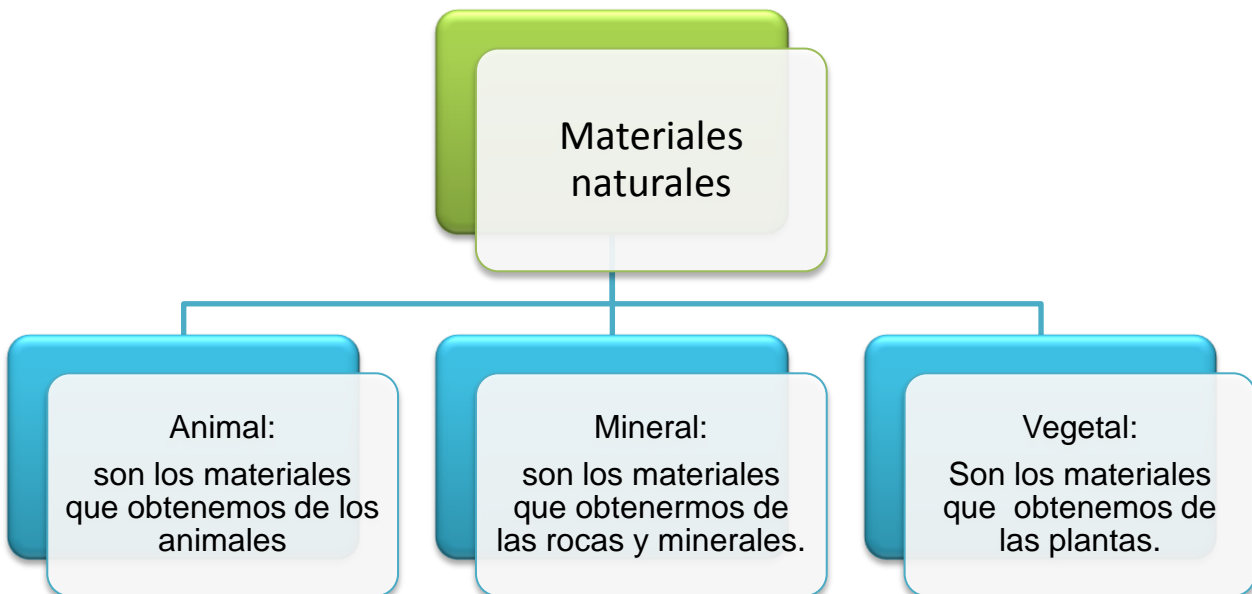 Materiales
naturales
Animal:
son los materiales
que obtenemos de los
animales
Mineral:
son los materiales
que obtenermos de
las rocas y minerales.
Vegetal:
Son los materiales
que  obtenemos de
las plantas.